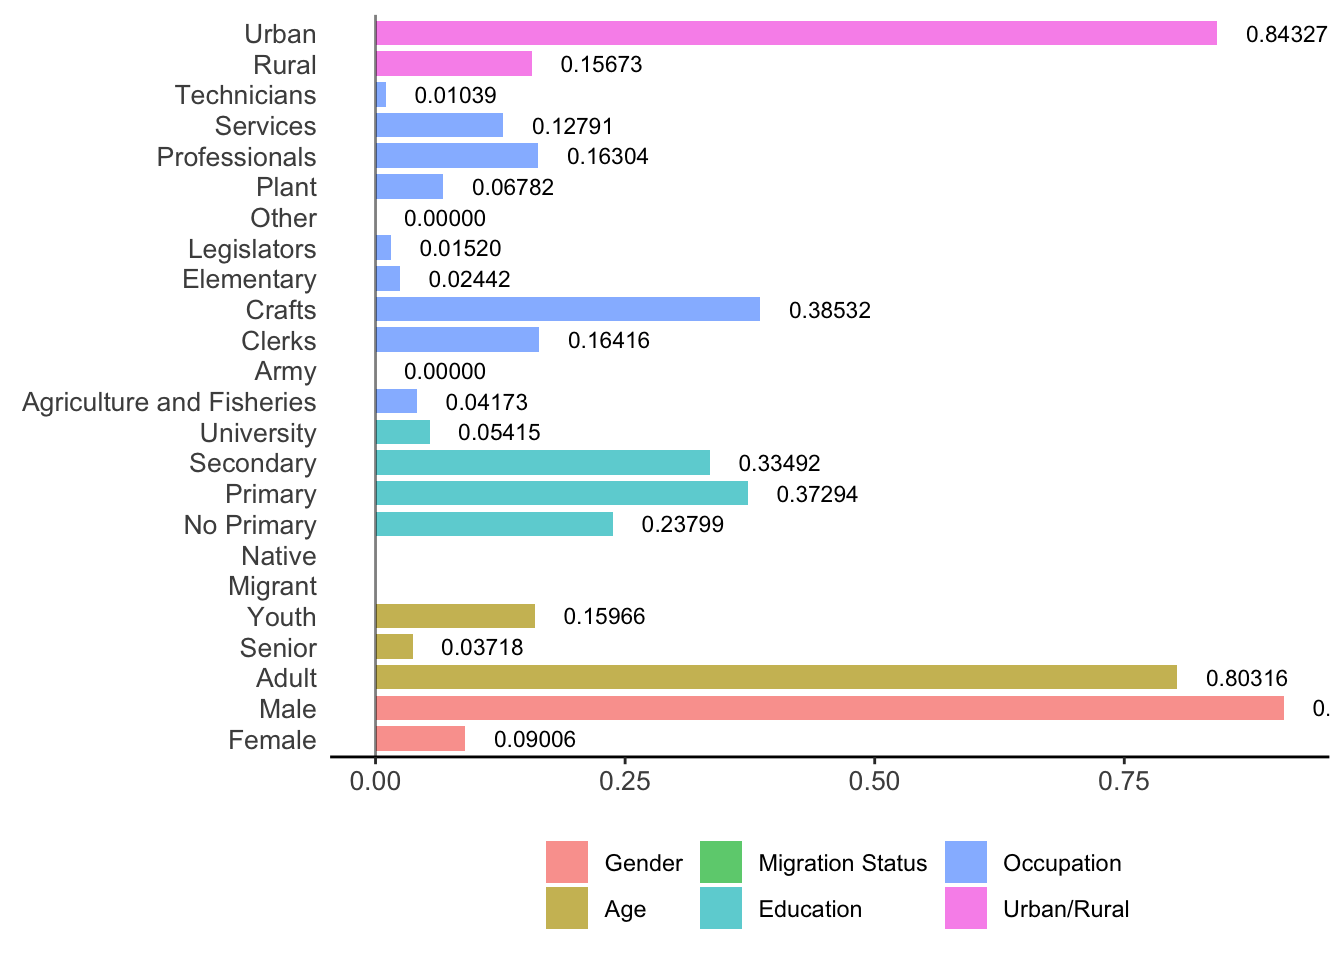 Urban 0.84327
Rural 0.15673
Technicians 0.01039
Services 0.12791
Professionals 0.16304
Plant 0.06782
Other 0.00000
Legislators 0.01520
Elementary 0.02442
Crafts 0.38532
Clerks 0.16416
Army 0.00000
Agriculture and Fisheries 0.04173
University 0.05415
Secondary 0.33492
Primary 0.37294
No Primary 0.23799
Native
Migrant
Youth 0.15966
Senior 0.03718
Adult 0.80316
Male 0.
Female 0.09006
0.00 0.25 0.50 0.75
Gender Migration Status Occupation
Age Education Urban/Rural